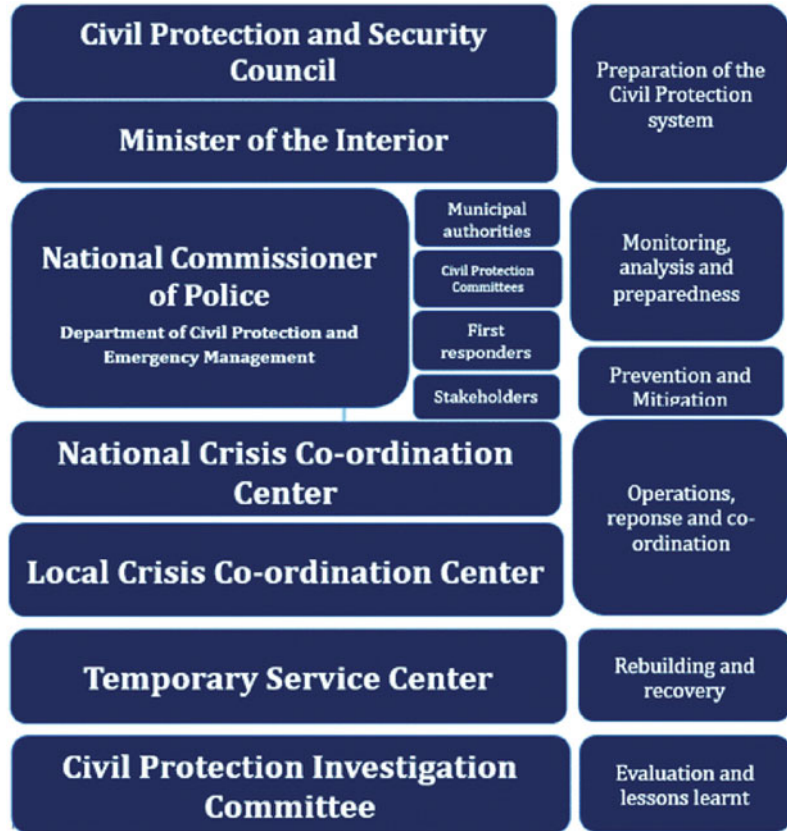 Civil Protection and Security
Council
Preparation of the
Civil Protection
system
Minister of the Interior
National Commissioner
of Police
Department of Civil Protection and
Emergency Management
Municipal
authorities
Civil Protection
Committees
First
responders
Stakeholders
Monitoring,
analysis and
preparedness
Prevention and
Mitigation
National Crisis Co-ordination
Center
Local Crisis Co-ordination Center
Operations,
reponse and co-
ordination
Temporary Service Center
Rebuilding and
recovery
Civil Protection Investigation
Committee
Evaluation and
lessons learnt